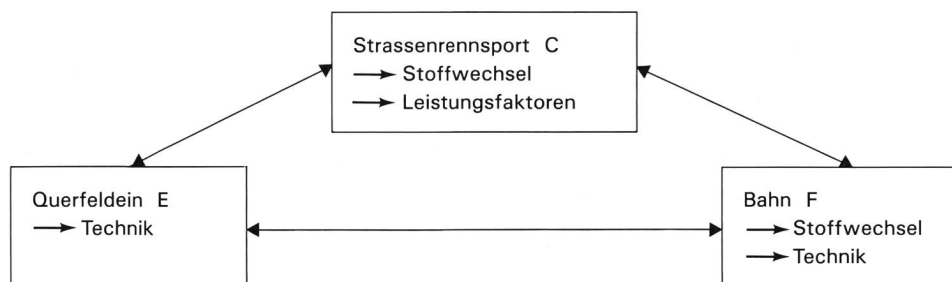 Strassenrennsport C
→ Stoffwechsel
→ Leistungsfaktoren
Querfeldein E
→ Technik
Bahn F
→ Stoffwechsel
→ Technik